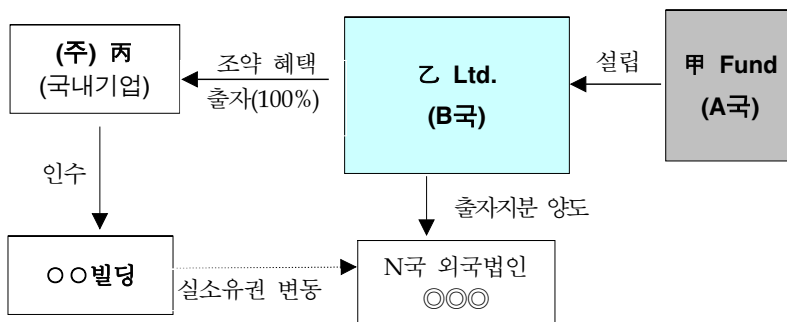 (주) 丙
(국내기업)
조약 혜택
출자(100%)
乙 Ltd.
(B국)
설립
甲 Fund
(A국)
인수
출자지분 양도
○○빌딩
실소유권 변동
N국 외국법인
◎◎◎